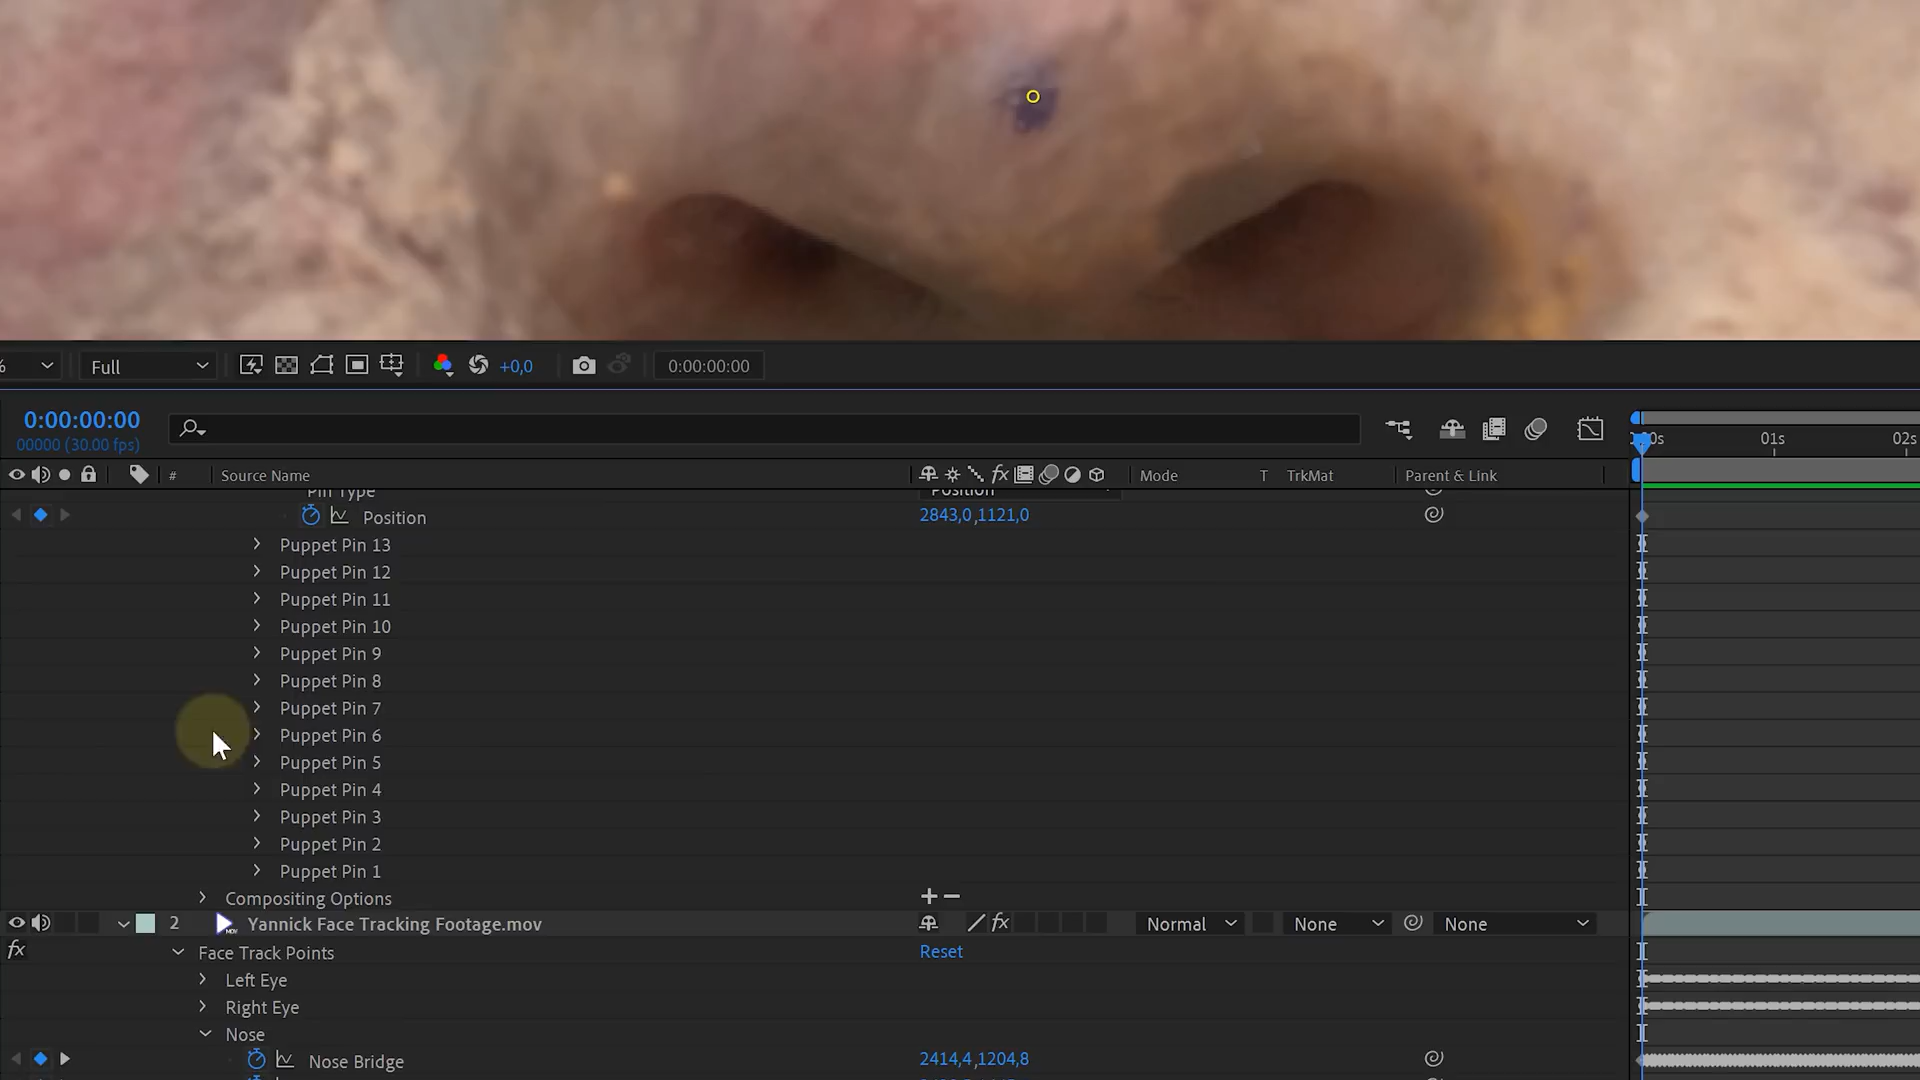 %
Full
+0,0
0:00:00:00
0:00:00:00
00000 (30.00 fps)
01s
02s
# Source Name Mode T TrkMat Parent & Link
Pin Type Position
Position 2843,0,1121,0
Puppet Pin 13
Puppet Pin 12
Puppet Pin 11
Puppet Pin 10
Puppet Pin 9
Puppet Pin 8
Puppet Pin 7
Puppet Pin 6
Puppet Pin 5
Puppet Pin 4
Puppet Pin 3
Puppet Pin 2
Puppet Pin 1
Compositing Options + −
2 Yannick Face Tracking Footage.mov fx Normal None None
fx Face Track Points Reset
Left Eye
Right Eye
Nose
Nose Bridge 2414,4,1204,8